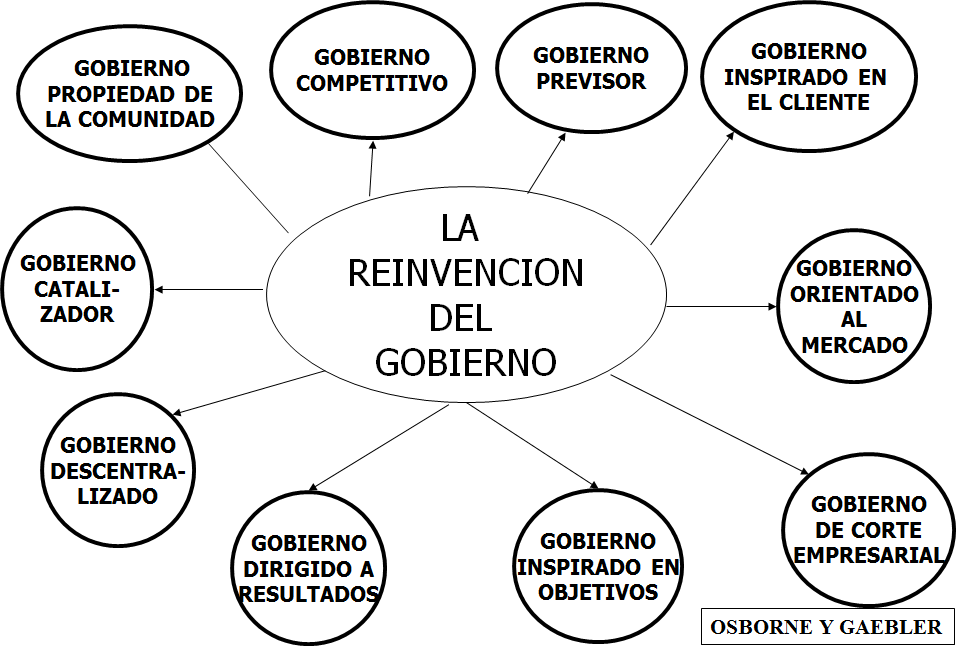 GOBIERNO
PROPIEDAD DE
LA COMUNIDAD
GOBIERNO
COMPETITIVO
GOBIERNO
PREVISOR
GOBIERNO
INSPIRADO EN
EL CLIENTE
LA
REINVENCION
DEL
GOBIERNO
GOBIERNO
CATALI-
ZADOR
GOBIERNO
ORIENTADO
AL
MERCADO
GOBIERNO
DESCENTRA-
LIZADO
GOBIERNO
DIRIGIDO A
RESULTADOS
GOBIERNO
INSPIRADO EN
OBJETIVOS
GOBIERNO
DE CORTE
EMPRESARIAL
OSBORNE Y GAEBLER